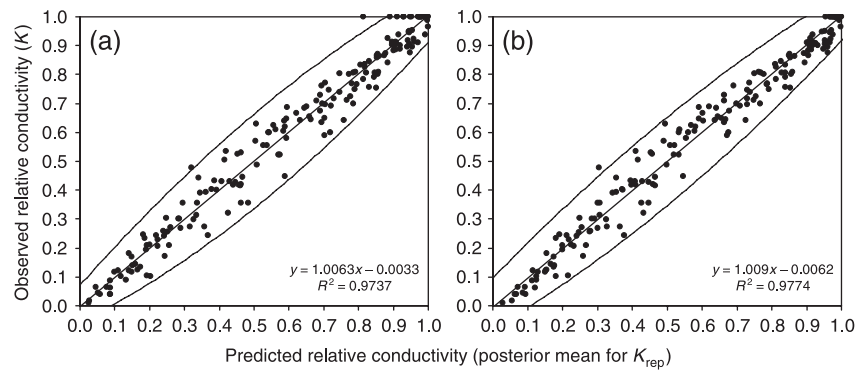 Observed relative conductivity (K)
1.0
0.9
0.8
0.7
0.6
0.5
0.4
0.3
0.2
0.1
0.0
(a)
y = 1.0063x – 0.0033
R² = 0.9737
0.0 0.1 0.2 0.3 0.4 0.5 0.6 0.7 0.8 0.9 1.0
1.0
0.9
0.8
0.7
0.6
0.5
0.4
0.3
0.2
0.1
0.0
(b)
y = 1.009x – 0.0062
R² = 0.9774
0.0 0.1 0.2 0.3 0.4 0.5 0.6 0.7 0.8 0.9 1.0
Predicted relative conductivity (posterior mean for Krep)